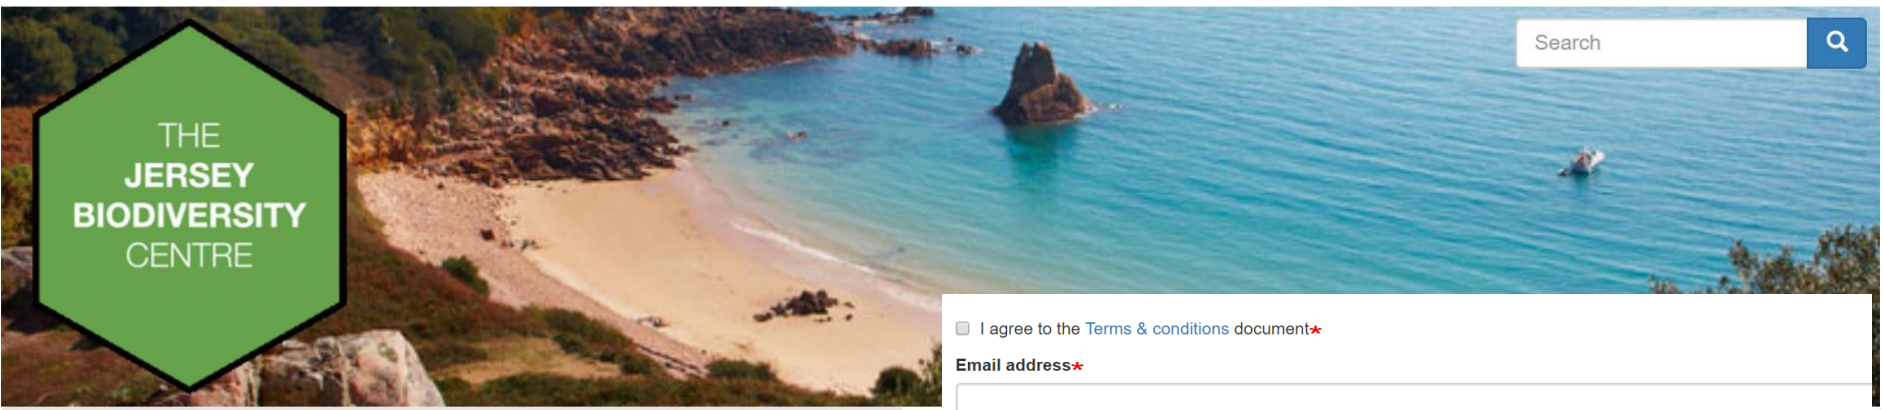 THE
JERSEY
BIODIVERSITY
CENTRE
Search
I agree to the Terms & conditions document*
Email address*